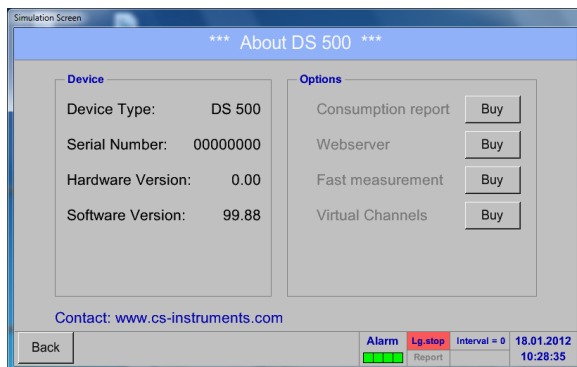 Simulation Screen
*** About DS 500 ***
Device
Device Type: DS 500
Serial Number: 00000000
Hardware Version: 0.00
Software Version: 99.88
Options
Consumption report Buy
Webserver Buy
Fast measurement Buy
Virtual Channels Buy
Contact: www.cs-instruments.com
Back
Alarm Lg.stop Interval = 0 18.01.2012
Report 10:28:35